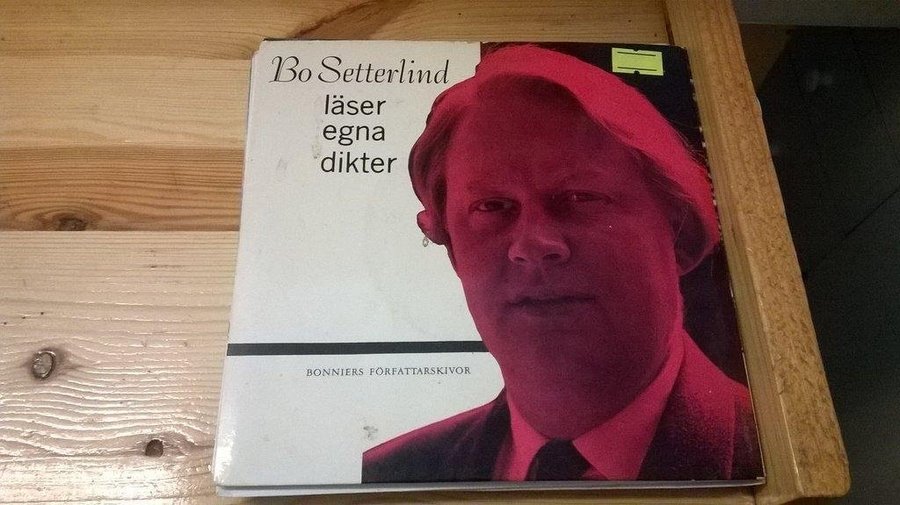 Bo Setterlind
läser
egna
dikter
BONNIERS FÖRFATTARSKIVOR